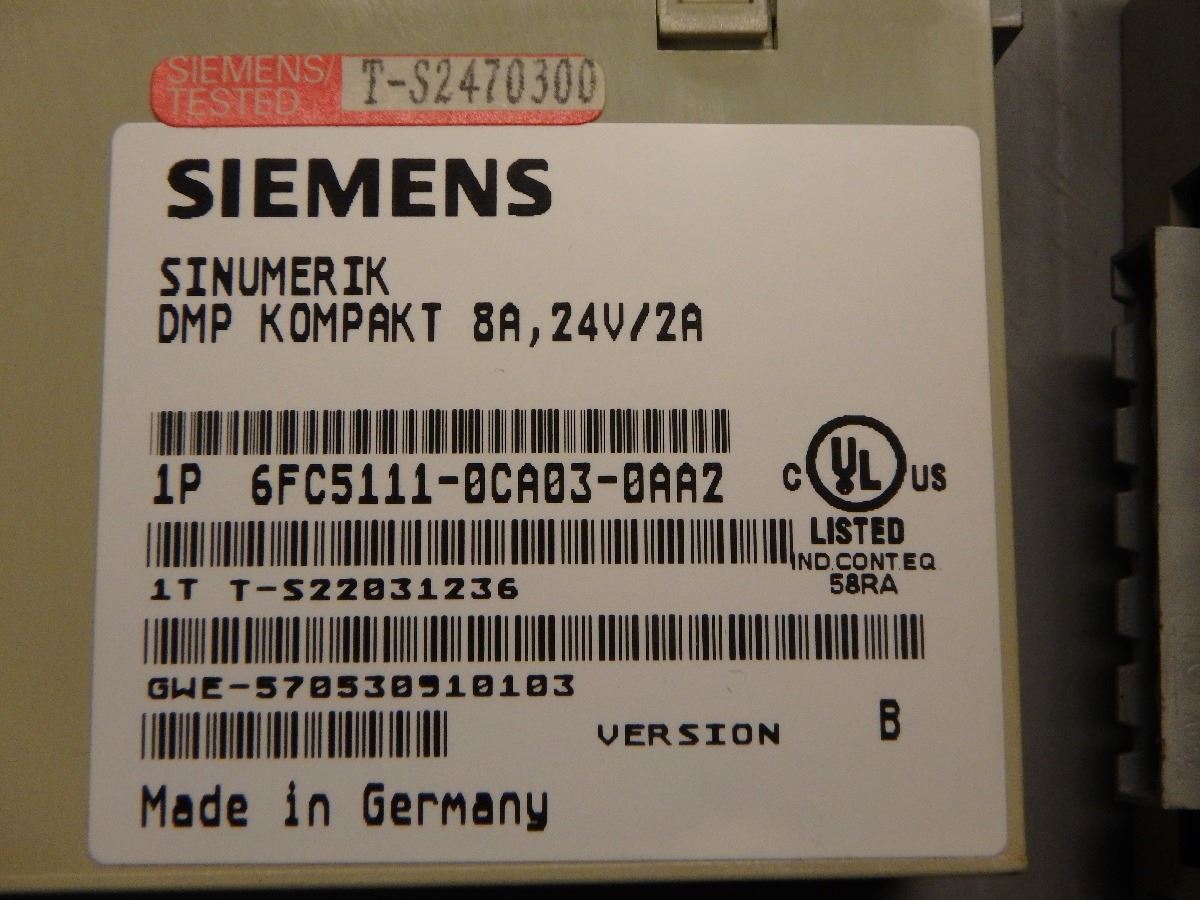 SIEMENS/
TESTED
T-S2470300
SIEMENS
SINUMERIK
DMP KOMPAKT 8A,24V/2A
1P 6FC5111-0CA03-0AA2
C UL US
LISTED
IND.CONT.EQ.
58RA
1T T-S22031236
GWE-570530910103
VERSION B
Made in Germany